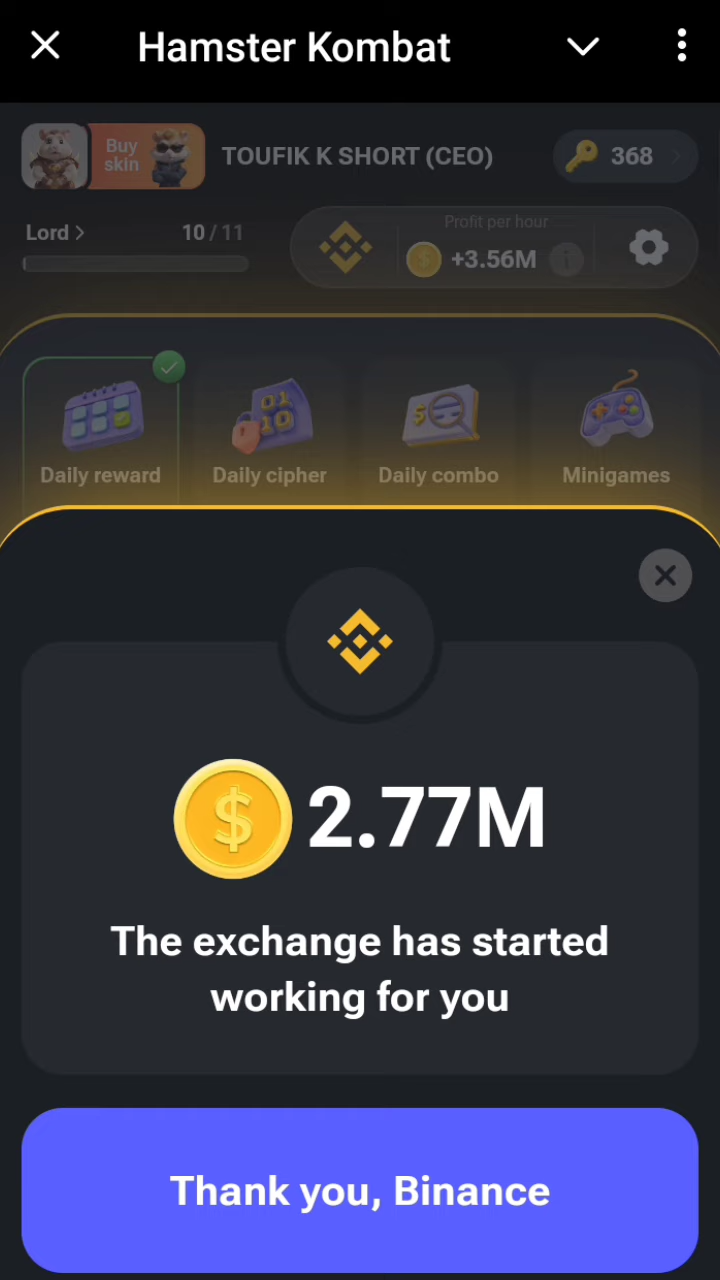 Hamster Kombat
Buy
skin
TOUFIK K SHORT (CEO)
368
Lord >
10 / 11
Profit per hour
+3.56M
Daily reward
Daily cipher
Daily combo
Minigames
2.77M
The exchange has started
working for you
Thank you, Binance